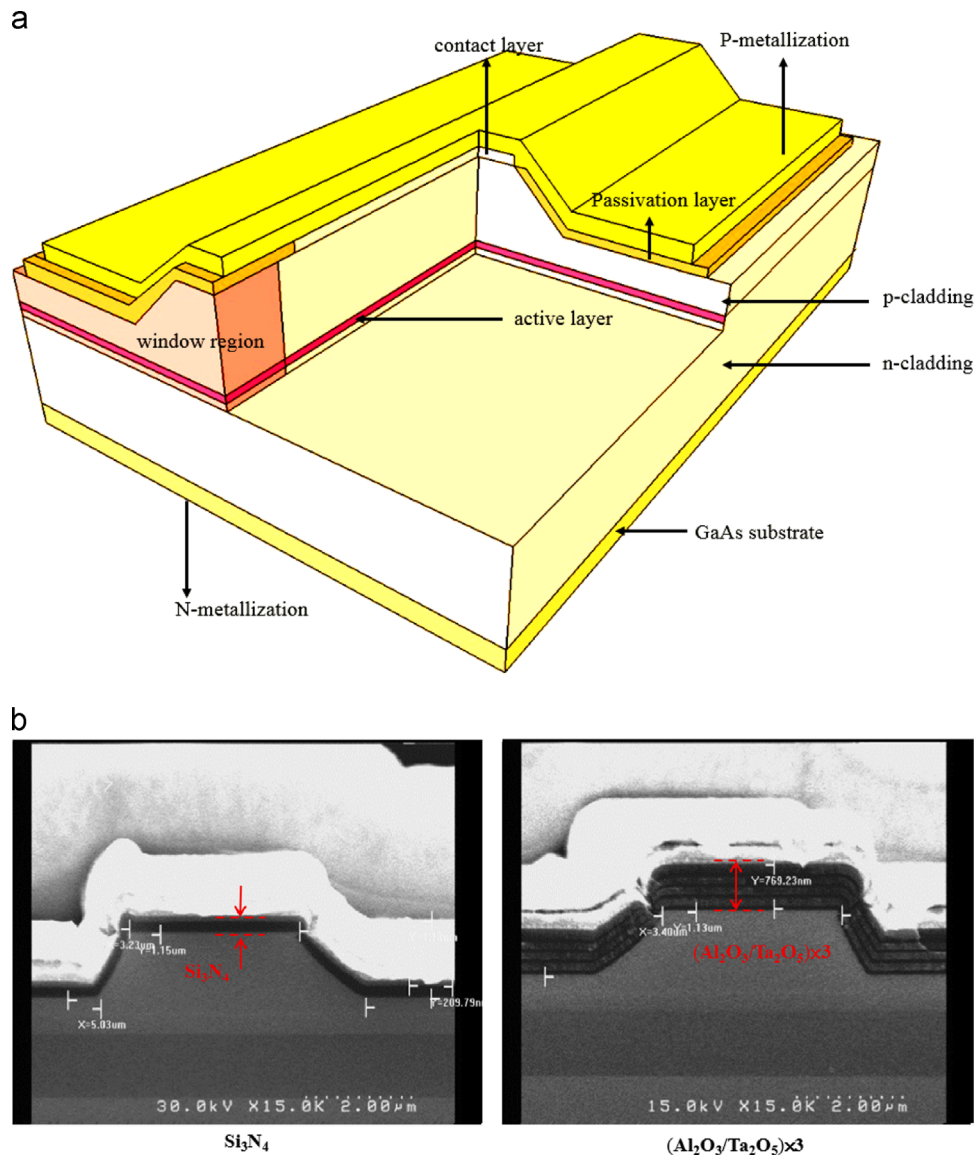 a
contact layer
P-metallization
Passivation layer
p-cladding
window region
active layer
n-cladding
GaAs substrate
N-metallization
b
Y=769.23nm
=3.23um
Y=1.15um
X=3.40um
Y=1.13um
Si₃N₄
(Al₂O₃/Ta₂O₅)x3
Y=209.79n
X=5.03um
30.0kV X15.0K 2.00µm
15.0kV X15.0K 2.00µm
Si₃N₄
(Al₂O₃/Ta₂O₅)x3